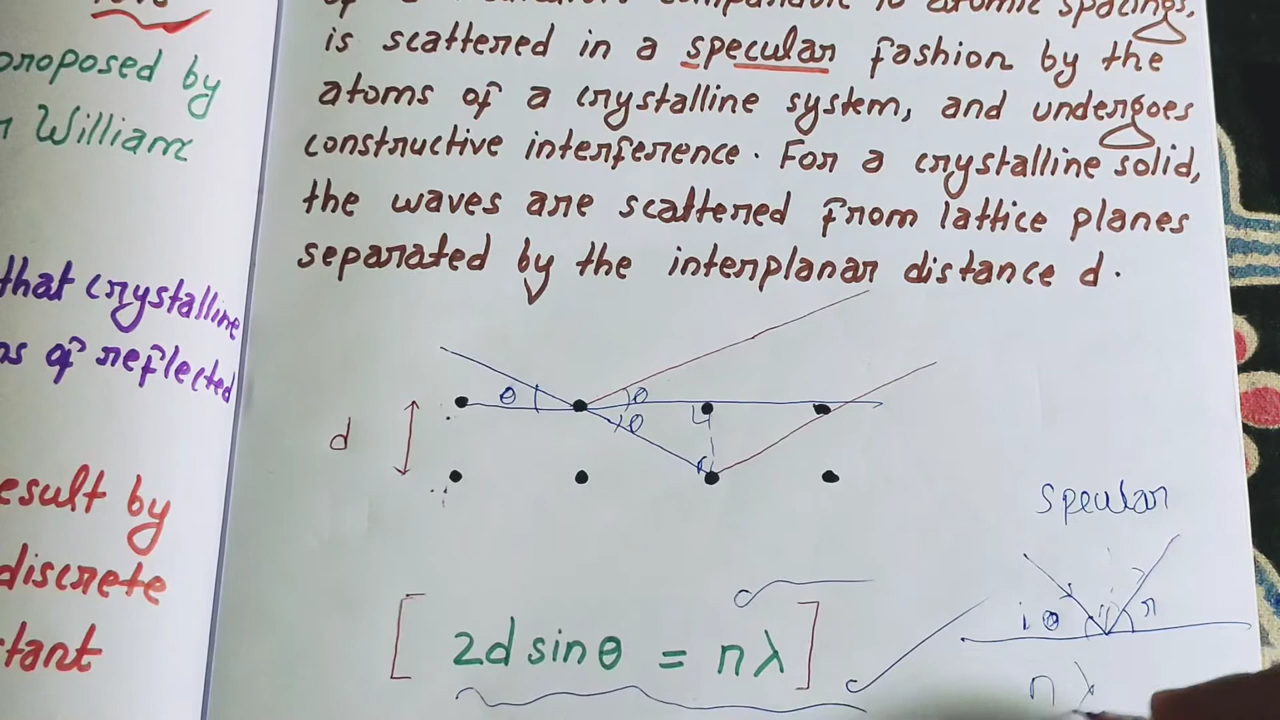 proposed by
William
that crystalline
of reflected
esult by
discrete
tant
spacings,
is scattered in a specular fashion by the
atoms of a crystalline system, and undergoes
constructive interference. For a crystalline solid,
the waves are scattered from lattice planes
separated by the interplanar distance d.
θ θ
θ
d
specular
i θ i r
[ 2d sinθ = nλ ]
nλ